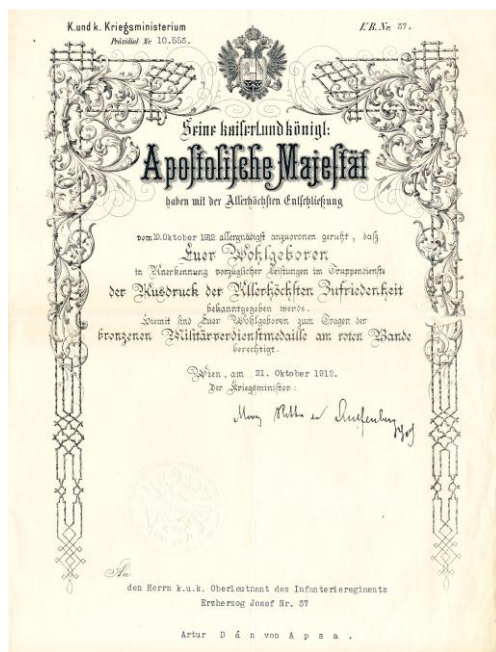 K.und k. Kriegsministerium
Präsidial Nr 10.553.
V.B. Nr. 37.
Seine kaiserl.und königl:
Apostolische Majestät
haben mit der Allerhöchsten Entschließung
vom 19.Oktober 1912 allergnädigst anzuordnen geruht, daß
Euer Wohlgeboren
in Anerkennung vorzüglicher Leistungen im Truppendienste
der Ausdruck der Allerhöchsten Zufriedenheit
bekanntgegeben werde.
Hiemit sind Euer Wohlgeboren zum Tragen der
bronzenen Militärverdienstmedaille am roten Bande
berechtigt.
Wien, am 21. Oktober 1912.
Der Kriegsminister:
An
den Herrn k.u.k. Oberleutnant des Infanterieregiments
Erzherzog Josef Nr. 37
Artur Dán von Apsa.